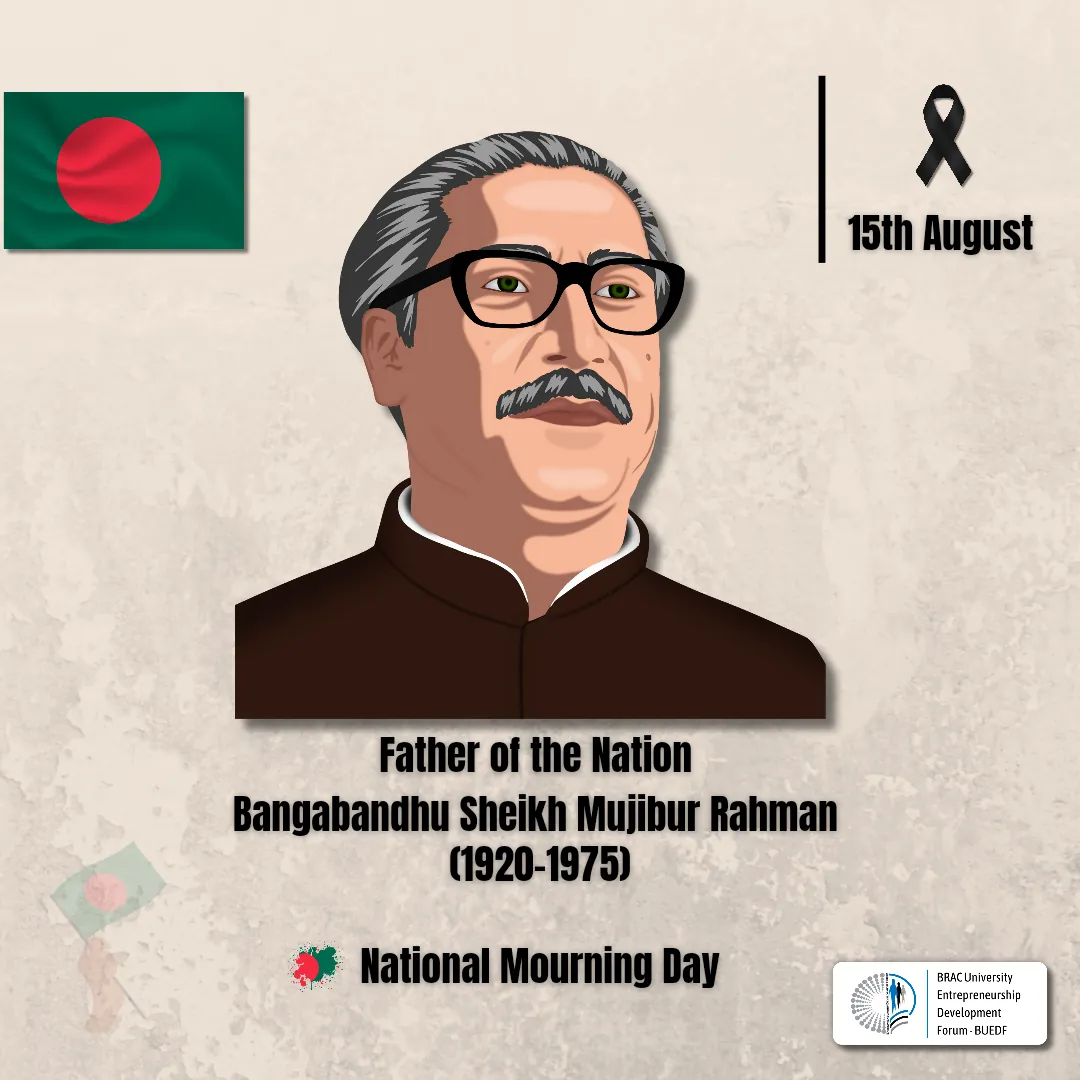 15th August
Father of the Nation
Bangabandhu Sheikh Mujibur Rahman
(1920-1975)
National Mourning Day
BRAC University
Entrepreneurship
Development
Forum - BUEDF